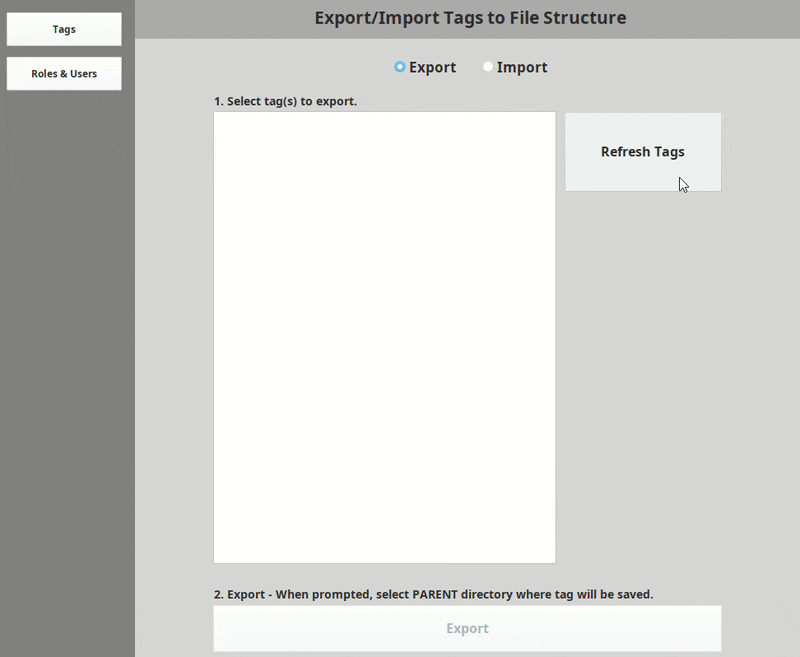 Tags
Roles & Users
Export/Import Tags to File Structure
Export
Import
1. Select tag(s) to export.
Refresh Tags
2. Export - When prompted, select PARENT directory where tag will be saved.
Export